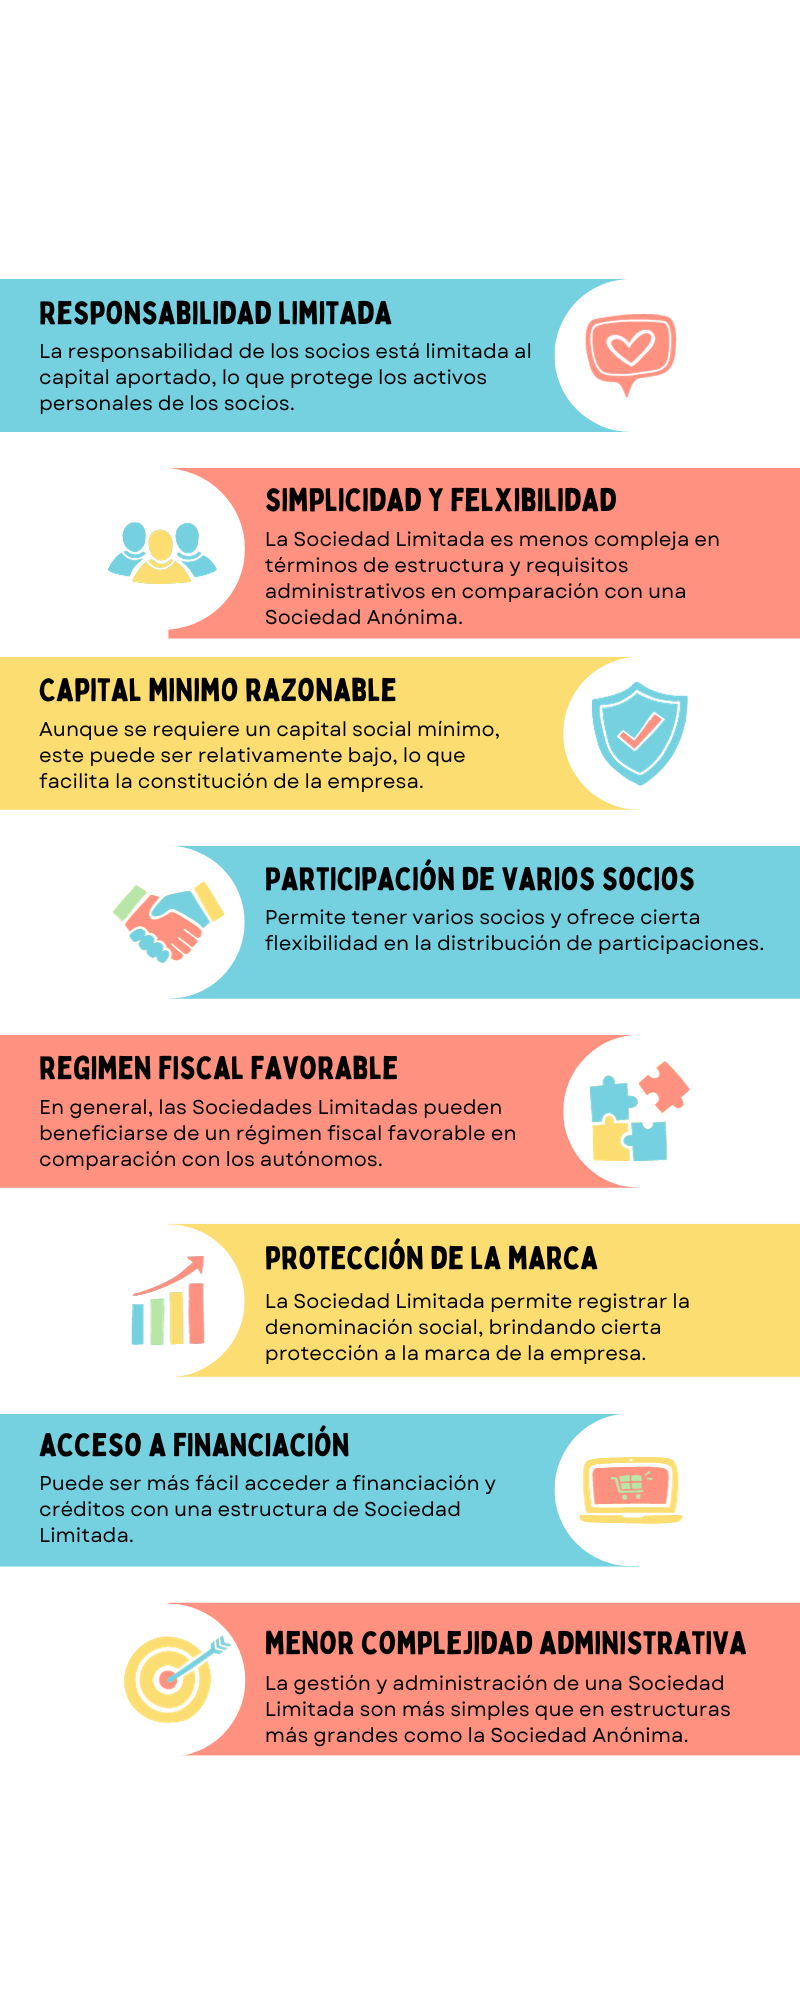 RESPONSABILIDAD LIMITADA
La responsabilidad de los socios está limitada al
capital aportado, lo que protege los activos
personales de los socios.
SIMPLICIDAD Y FELXIBILIDAD
La Sociedad Limitada es menos compleja en
términos de estructura y requisitos
administrativos en comparación con una
Sociedad Anónima.
CAPITAL MINIMO RAZONABLE
Aunque se requiere un capital social mínimo,
este puede ser relativamente bajo, lo que
facilita la constitución de la empresa.
PARTICIPACIÓN DE VARIOS SOCIOS
Permite tener varios socios y ofrece cierta
flexibilidad en la distribución de participaciones.
REGIMEN FISCAL FAVORABLE
En general, las Sociedades Limitadas pueden
beneficiarse de un régimen fiscal favorable en
comparación con los autónomos.
PROTECCIÓN DE LA MARCA
La Sociedad Limitada permite registrar la
denominación social, brindando cierta
protección a la marca de la empresa.
ACCESO A FINANCIACIÓN
Puede ser más fácil acceder a financiación y
créditos con una estructura de Sociedad
Limitada.
MENOR COMPLEJIDAD ADMINISTRATIVA
La gestión y administración de una Sociedad
Limitada son más simples que en estructuras
más grandes como la Sociedad Anónima.